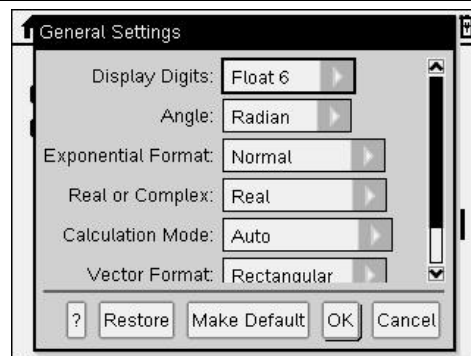 General Settings
Display Digits: Float 6
Angle: Radian
Exponential Format: Normal
Real or Complex: Real
Calculation Mode: Auto
Vector Format: Rectangular
? Restore Make Default OK Cancel